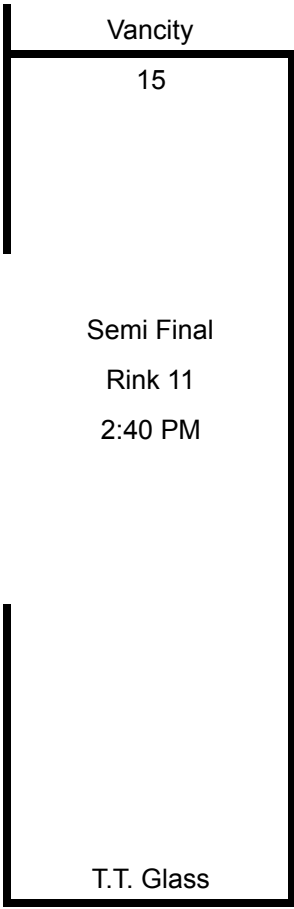 Vancity
15
Semi Final
Rink 11
2:40 PM
T.T. Glass